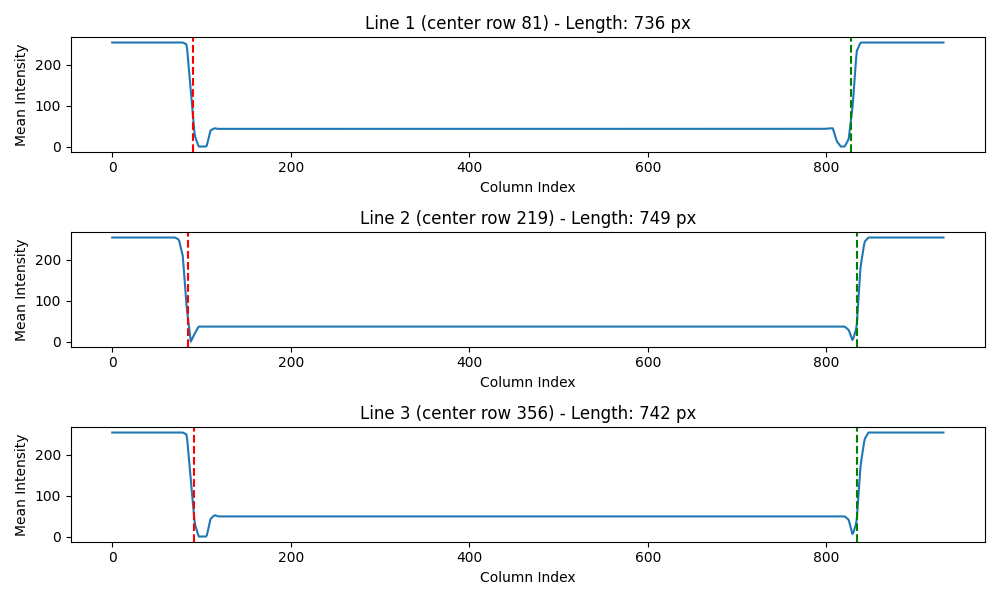 Line 1 (center row 81) - Length: 736 px
Mean Intensity
200
100
0
0 200 400 600 800
Column Index
Line 2 (center row 219) - Length: 749 px
Mean Intensity
200
100
0
0 200 400 600 800
Column Index
Line 3 (center row 356) - Length: 742 px
Mean Intensity
200
100
0
0 200 400 600 800
Column Index